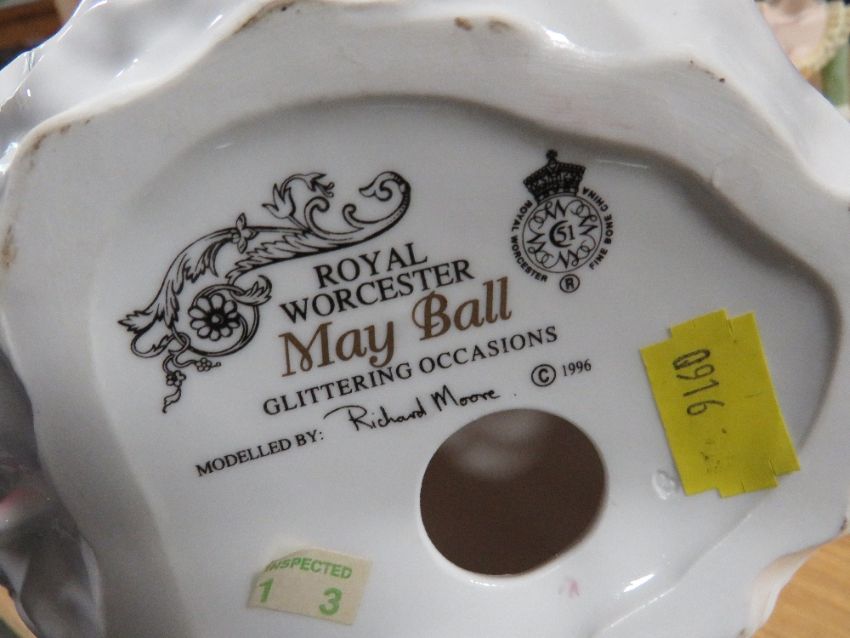 ROYAL
WORCESTER
May Ball
GLITTERING OCCASIONS
© 1996
MODELLED BY: Richard Moore
ROYAL WORCESTER
FINE BONE CHINA
51
®
0916
INSPECTED
1 3